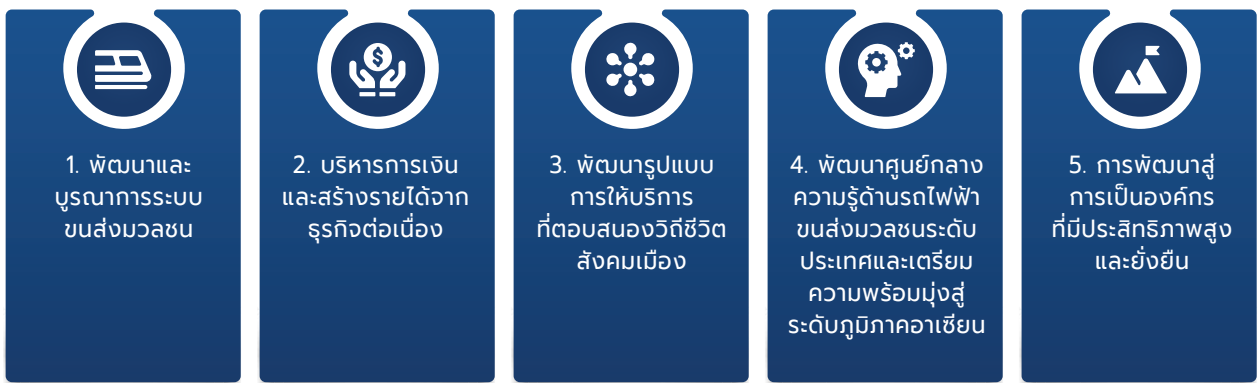 1. พัฒนาและ
บูรณาการระบบ
ขนส่งมวลชน
2. บริหารการเงิน
และสร้างรายได้จาก
ธุรกิจต่อเนื่อง
3. พัฒนารูปแบบ
การให้บริการ
ที่ตอบสนองวิถีชีวิต
สังคมเมือง
4. พัฒนาศูนย์กลาง
ความรู้ด้านรถไฟฟ้า
ขนส่งมวลชนระดับ
ประเทศและเตรียม
ความพร้อมมุ่งสู่
ระดับภูมิภาคอาเซียน
5. การพัฒนาสู่
การเป็นองค์กร
ที่มีประสิทธิภาพสูง
และยั่งยืน